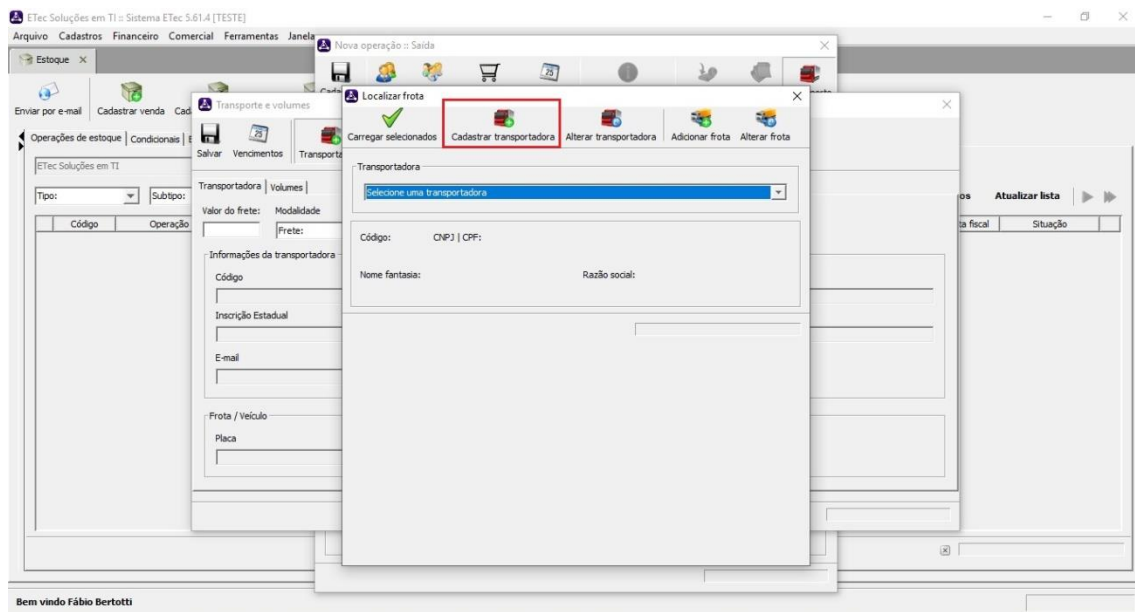 ETec Soluções em TI :: Sistema ETec 5.61.4 [TESTE]
Arquivo Cadastros Financeiro Comercial Ferramentas Janela
Estoque
Enviar por e-mail Cadastrar venda
Operações de estoque Condicionais
ETec Soluções em TI
Tipo: Subtipo:
Atualizar lista
Código Operação
fiscal Situação
Nova operação :: Saída
Transporte e volumes
Salvar Vencimentos
Transportadora Volumes
Valor do frete: Modalidade
Frete:
Informações da transportadora
Código
Inscrição Estadual
E-mail
Frota / Veículo
Placa
Localizar frota
Carregar selecionados Cadastrar transportadora Alterar transportadora Adicionar frota Alterar frota
Transportadora
Selecione uma transportadora
Código: CNPJ | CPF:
Nome fantasia: Razão social:
Bem vindo Fábio Bertotti